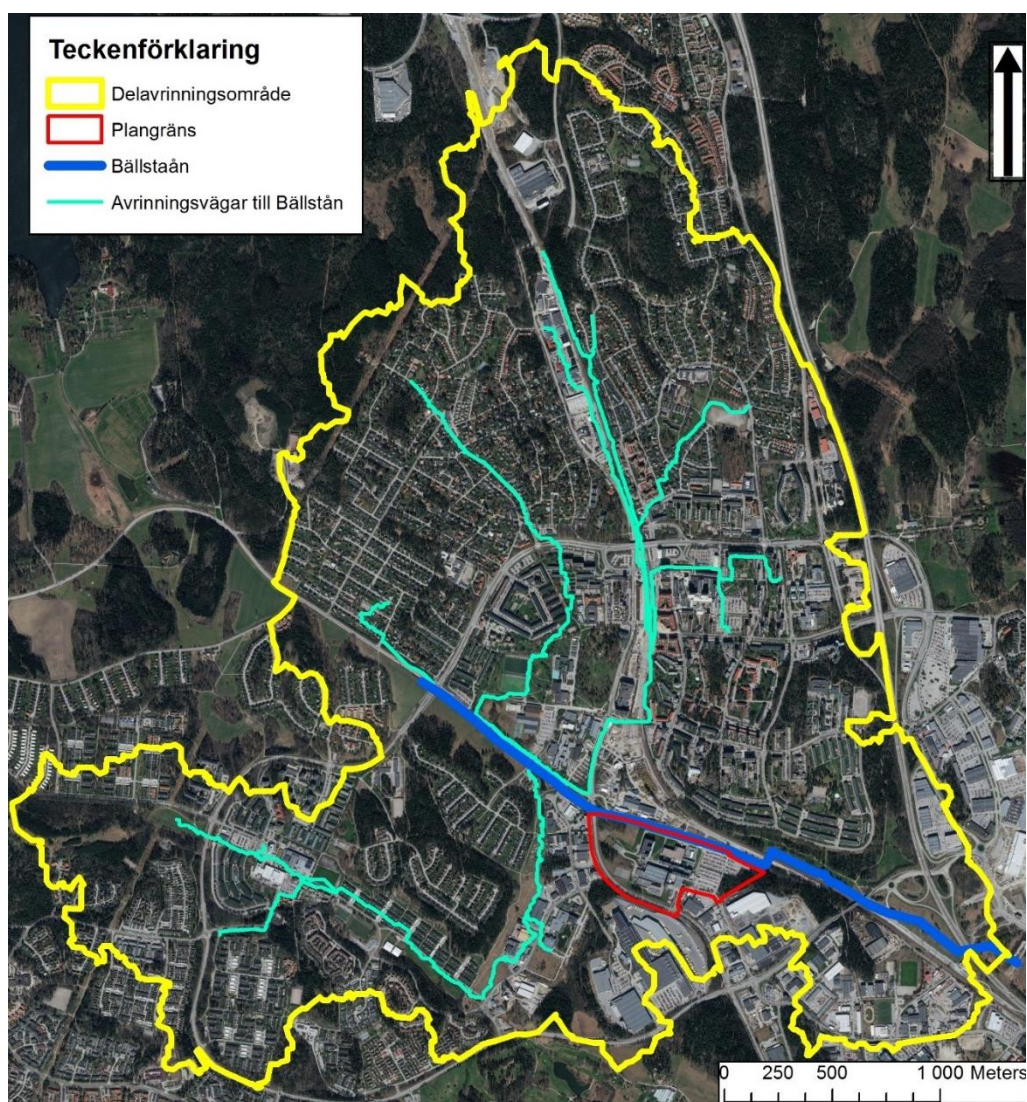 Teckenförklaring
Delavrinningsområde
Plangräns
Bällstaån
Avrinningsvägar till Bällstån
0 250 500 1 000 Meters